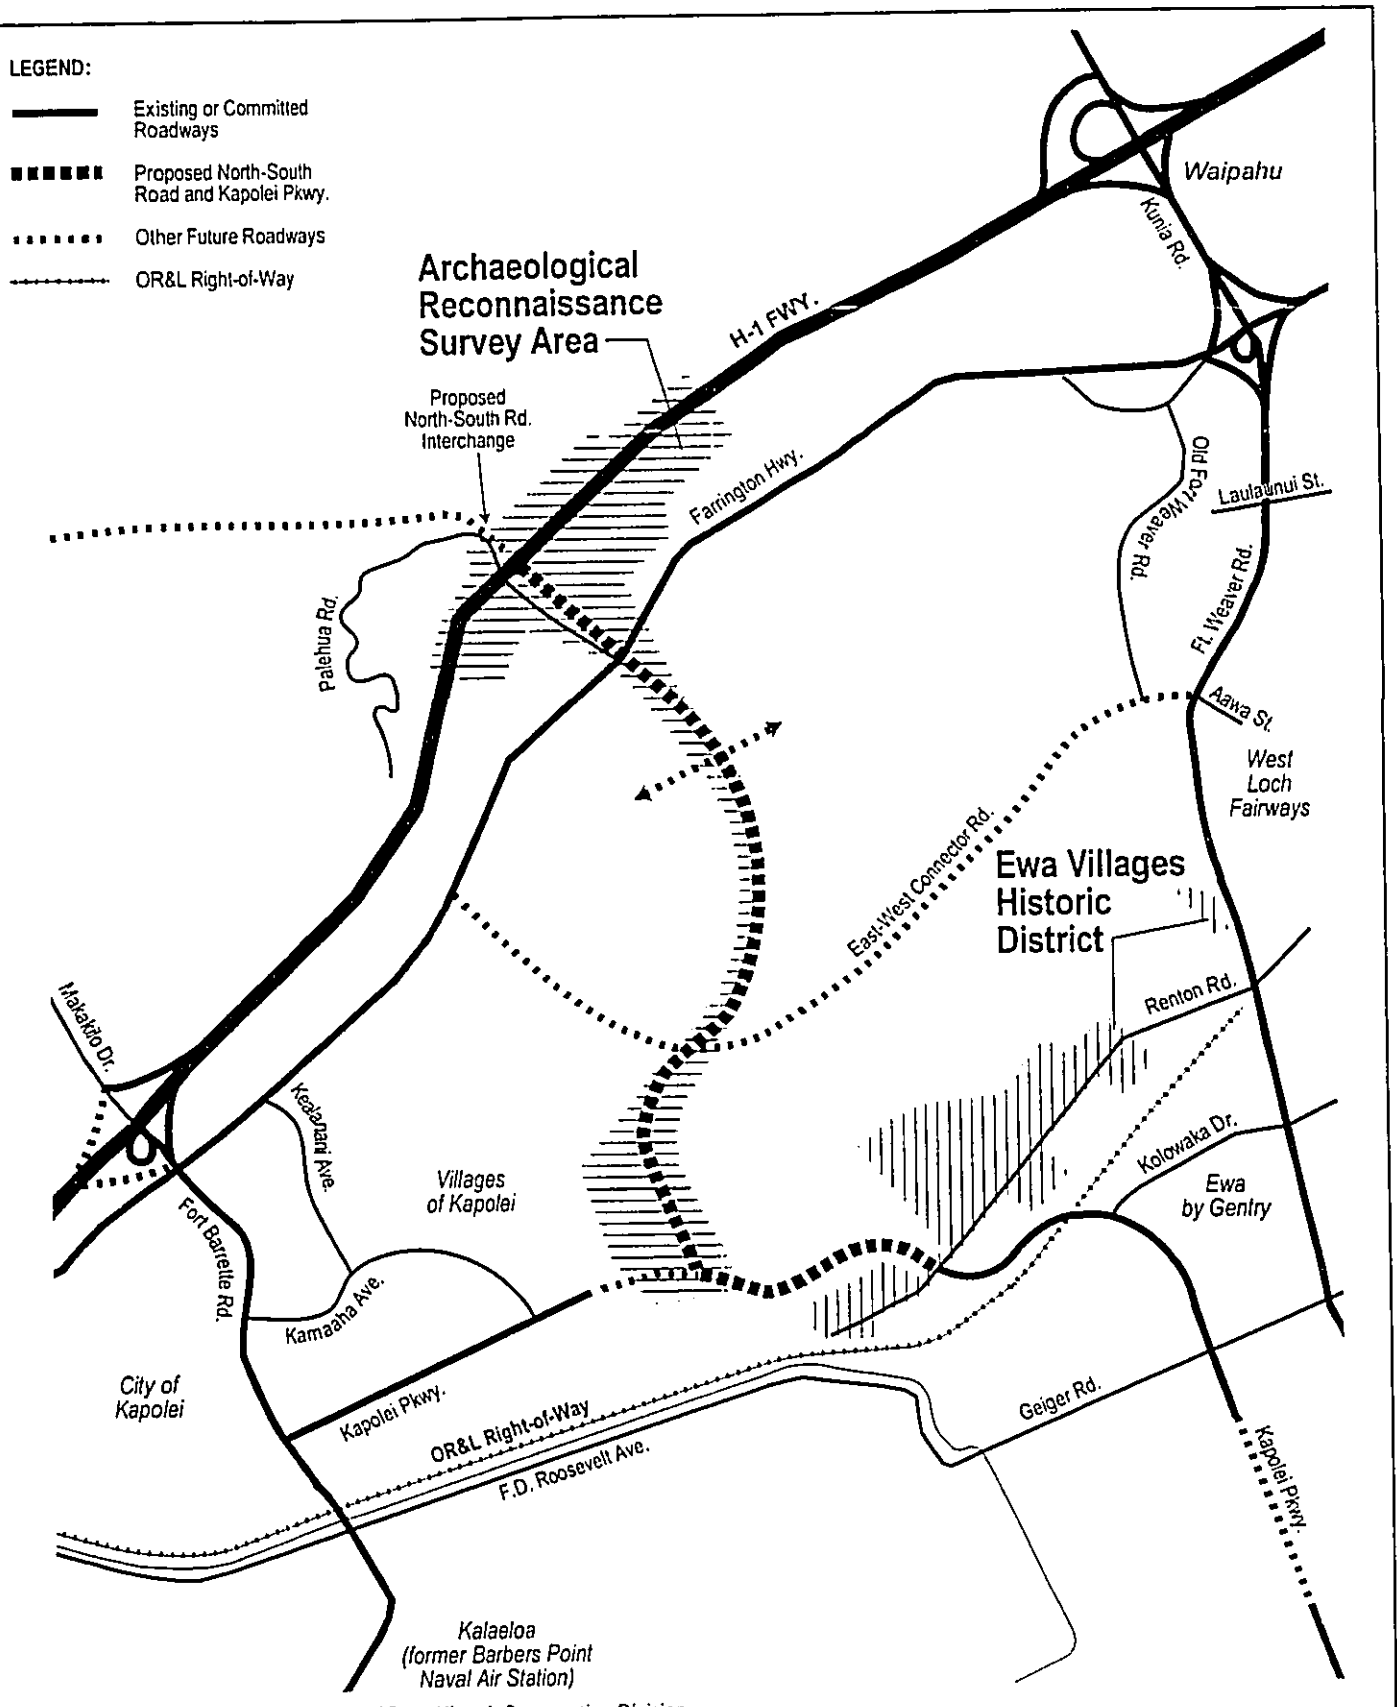 LEGEND:
Existing or Committed
Roadways
Proposed North-South
Road and Kapolei Pkwy.
Other Future Roadways
OR&L Right-of-Way
Archaeological
Reconnaissance
Survey Area
Proposed
North-South Rd.
Interchange
H-1 FWY.
Waipahu
Kunia Rd.
Farrington Hwy.
Old Fort Weaver Rd.
Laulaunui St.
Ft. Weaver Rd.
Palehua Rd.
Aawa St.
West
Loch
Fairways
East-West Connector Rd.
Ewa Villages
Historic
District
Renton Rd.
Makakilo Dr.
Kealanani Ave.
Kolowaka Dr.
Villages
of Kapolei
Ewa
by Gentry
Fort Barrette Rd.
Kamaaha Ave.
City of
Kapolei
Kapolei Pkwy.
OR&L Right-of-Way
F.D. Roosevelt Ave.
Geiger Rd.
Kapolei Pkwy.
Kalaeloa
(former Barbers Point
Naval Air Station)